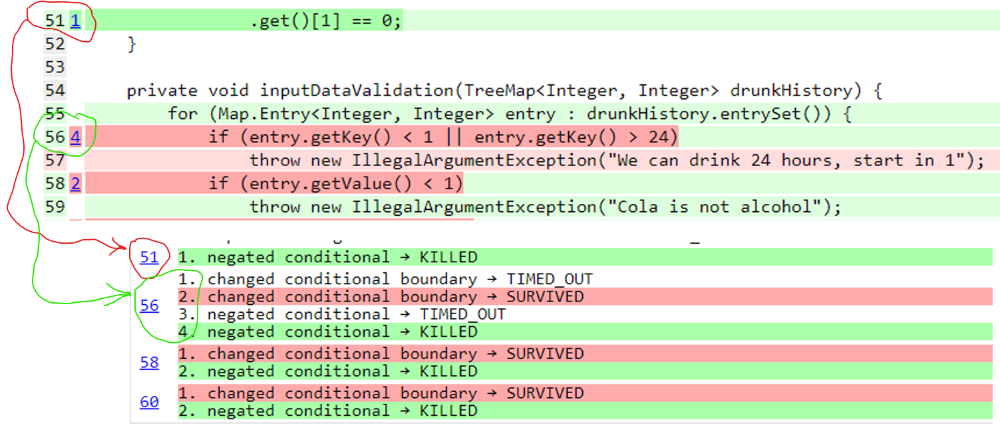 51 1 .get()[1] == 0;
52 }
53
54 private void inputDataValidation(TreeMap<Integer, Integer> drunkHistory) {
55 for (Map.Entry<Integer, Integer> entry : drunkHistory.entrySet()) {
56 4 if (entry.getKey() < 1 || entry.getKey() > 24)
57 throw new IllegalArgumentException("We can drink 24 hours, start in 1");
58 2 if (entry.getValue() < 1)
59 throw new IllegalArgumentException("Cola is not alcohol");
51 1. negated conditional → KILLED
1. changed conditional boundary → TIMED_OUT
2. changed conditional boundary → SURVIVED
56
3. negated conditional → TIMED_OUT
4. negated conditional → KILLED
1. changed conditional boundary → SURVIVED
58
2. negated conditional → KILLED
1. changed conditional boundary → SURVIVED
60
2. negated conditional → KILLED